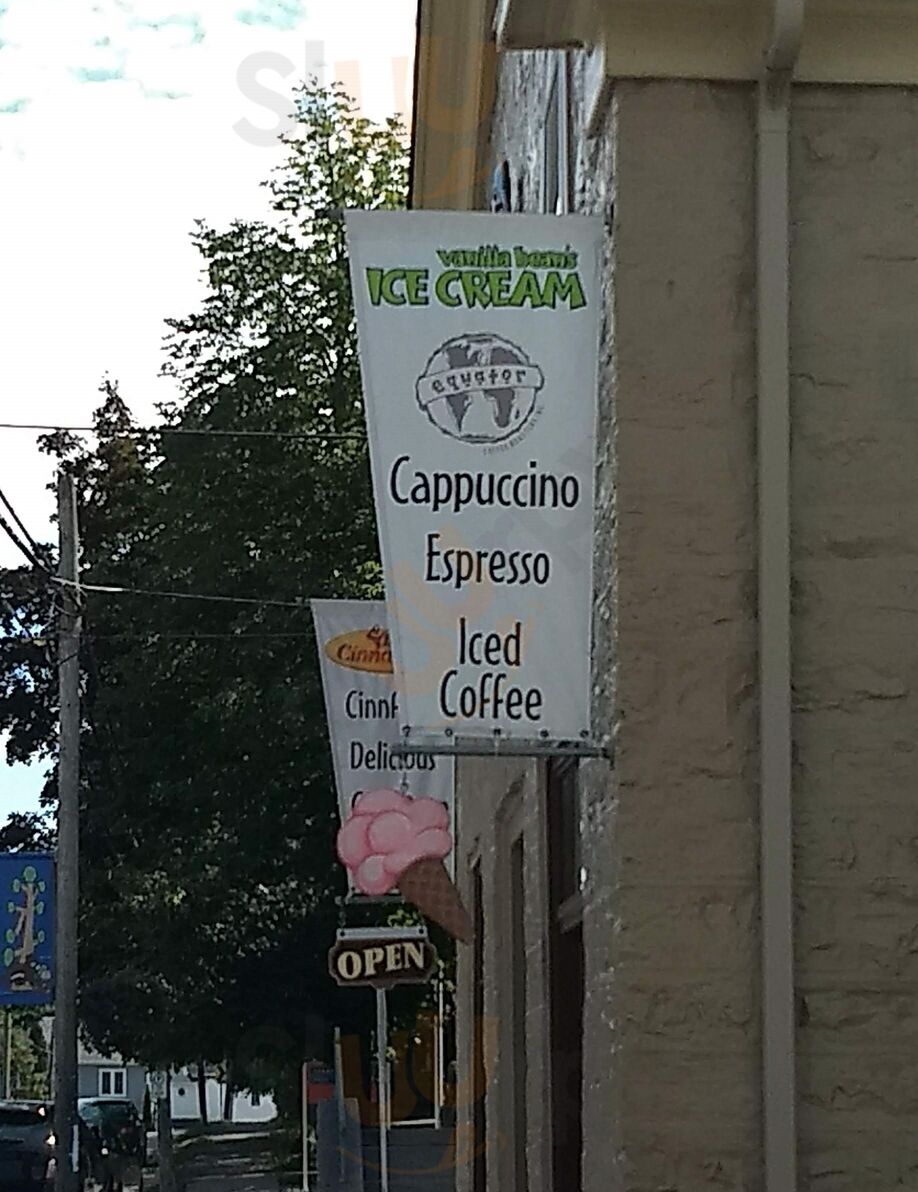 vanilla bean's
ICE CREAM
equator
Cappuccino
Espresso
Iced
Coffee
Delicious
OPEN